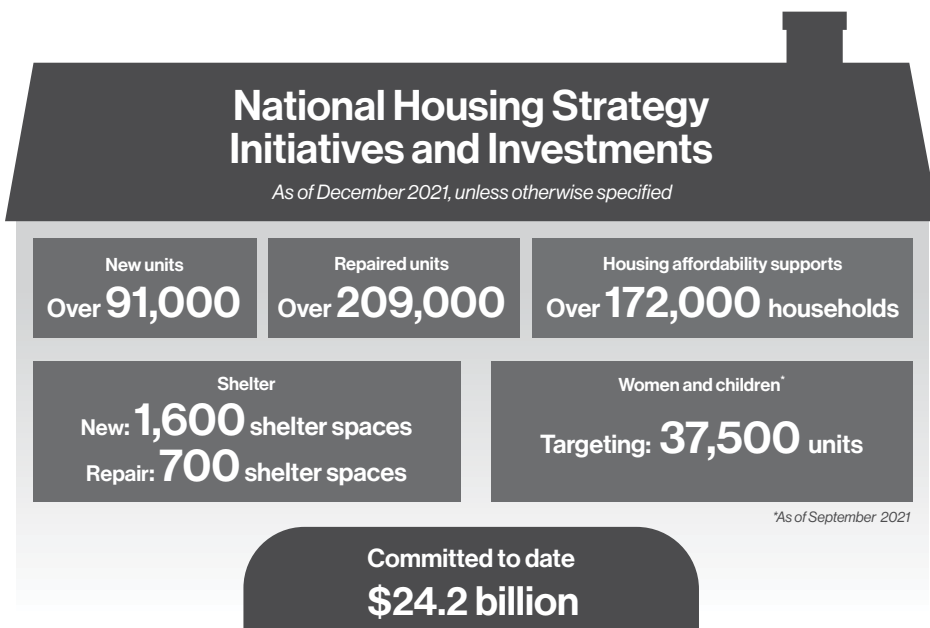 National Housing Strategy
Initiatives and Investments
As of December 2021, unless otherwise specified
New units
Over 91,000
Repaired units
Over 209,000
Housing affordability supports
Over 172,000 households
Shelter
New: 1,600 shelter spaces
Repair: 700 shelter spaces
Women and children*
Targeting: 37,500 units
*As of September 2021
Committed to date
$24.2 billion